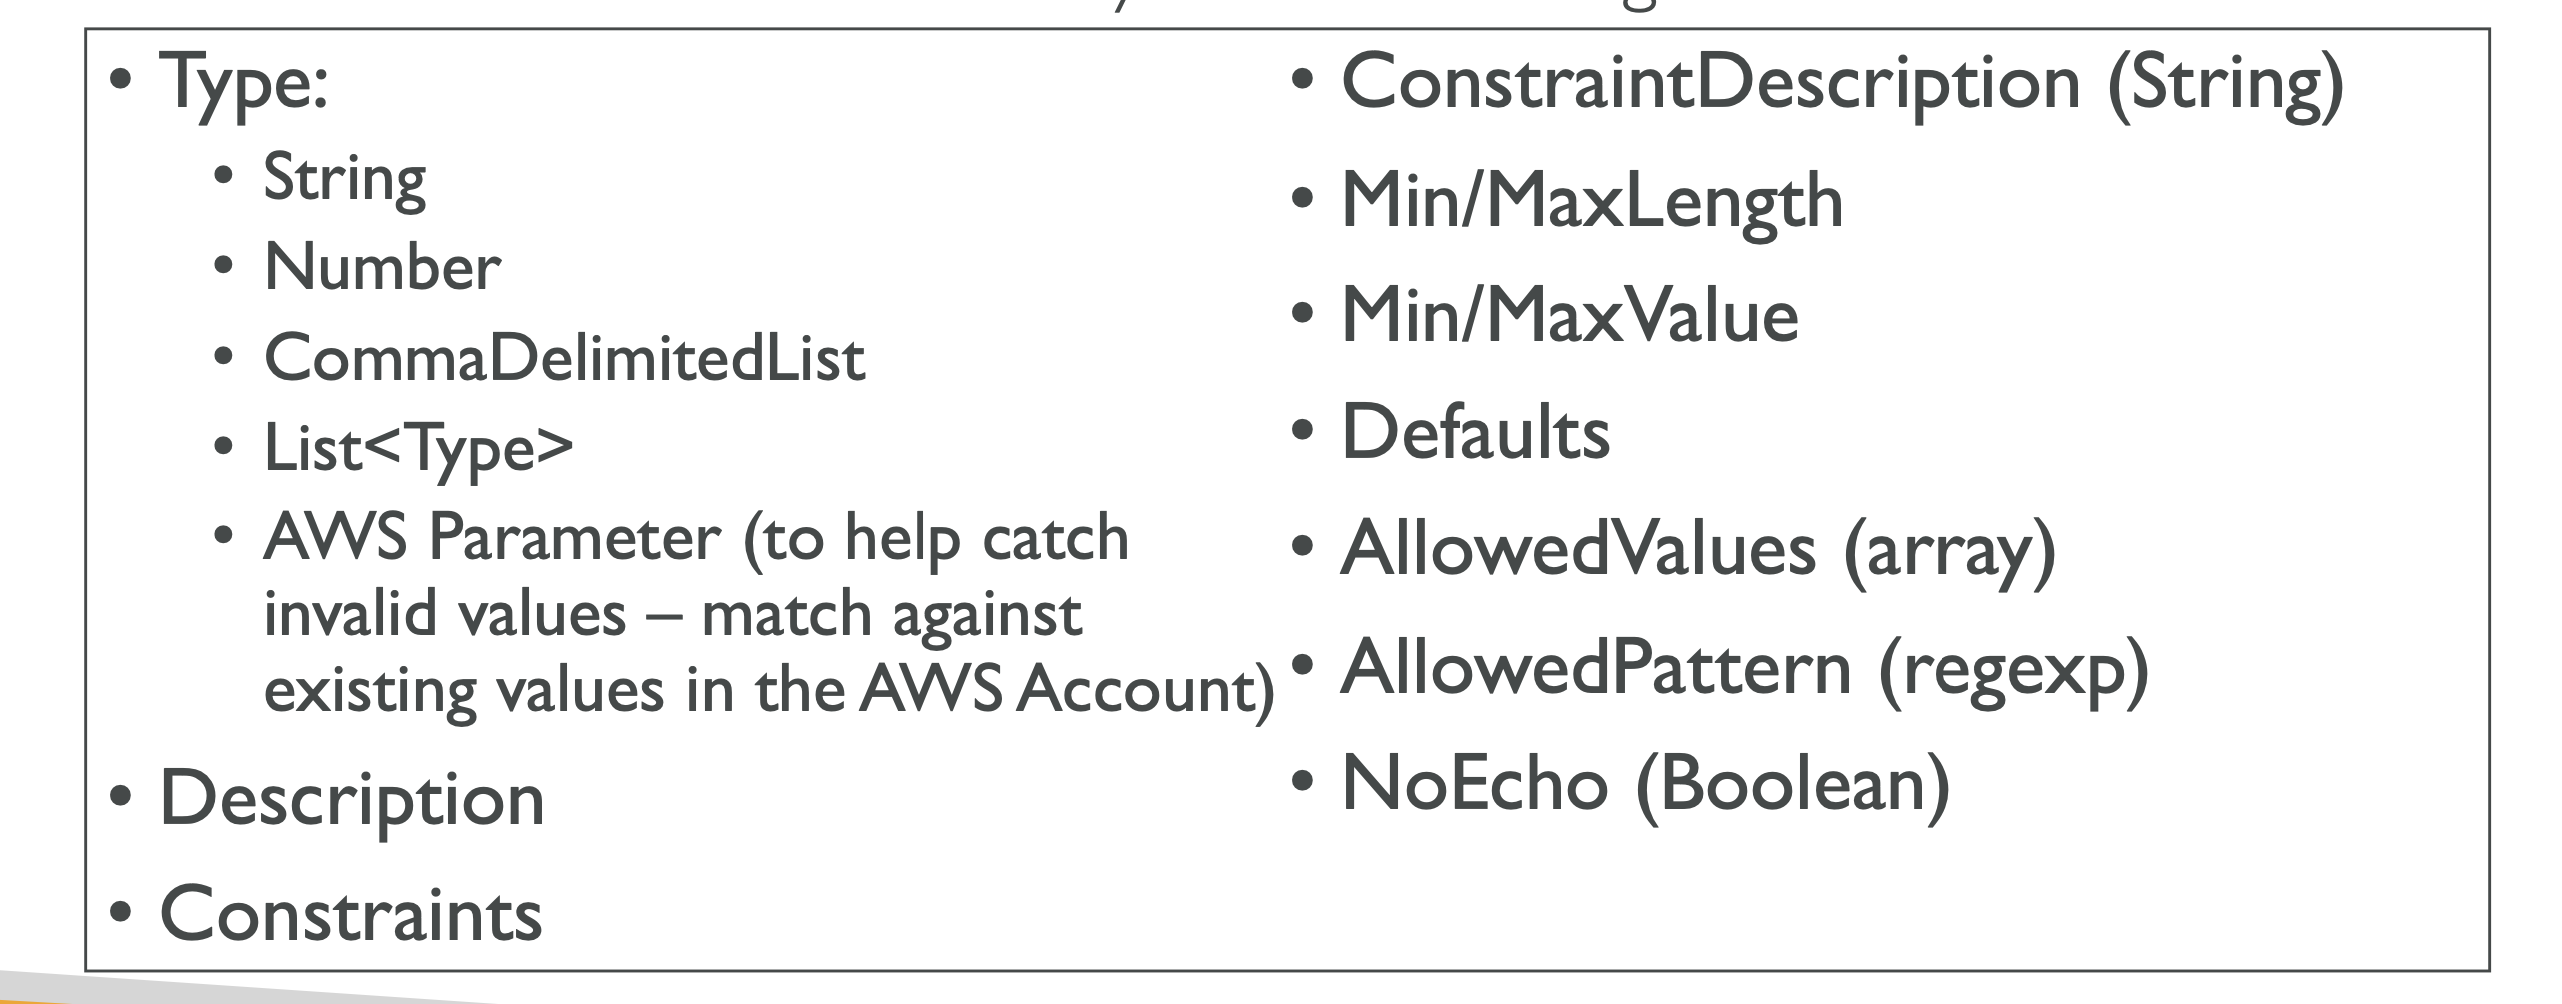 • Type:
• String
• Number
• CommaDelimitedList
• List<Type>
• AWS Parameter (to help catch
invalid values – match against
existing values in the AWS Account)
• Description
• Constraints
• ConstraintDescription (String)
• Min/MaxLength
• Min/MaxValue
• Defaults
• AllowedValues (array)
• AllowedPattern (regexp)
• NoEcho (Boolean)